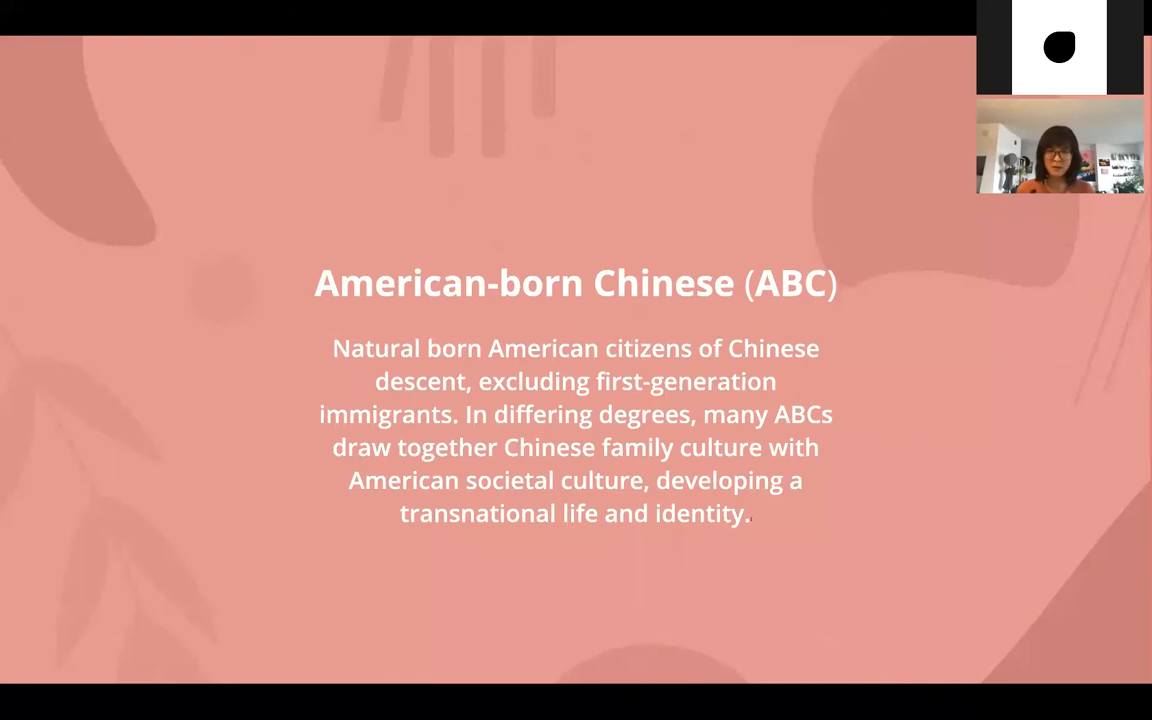 American-born Chinese (ABC)
Natural born American citizens of Chinese
descent, excluding first-generation
immigrants. In differing degrees, many ABCs
draw together Chinese family culture with
American societal culture, developing a
transnational life and identity.